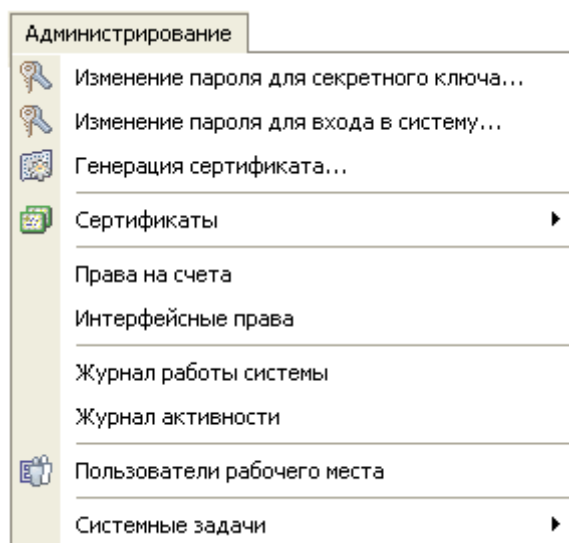 Администрирование
Изменение пароля для секретного ключа...
Изменение пароля для входа в систему...
Генерация сертификата...
Сертификаты
Права на счета
Интерфейсные права
Журнал работы системы
Журнал активности
Пользователи рабочего места
Системные задачи